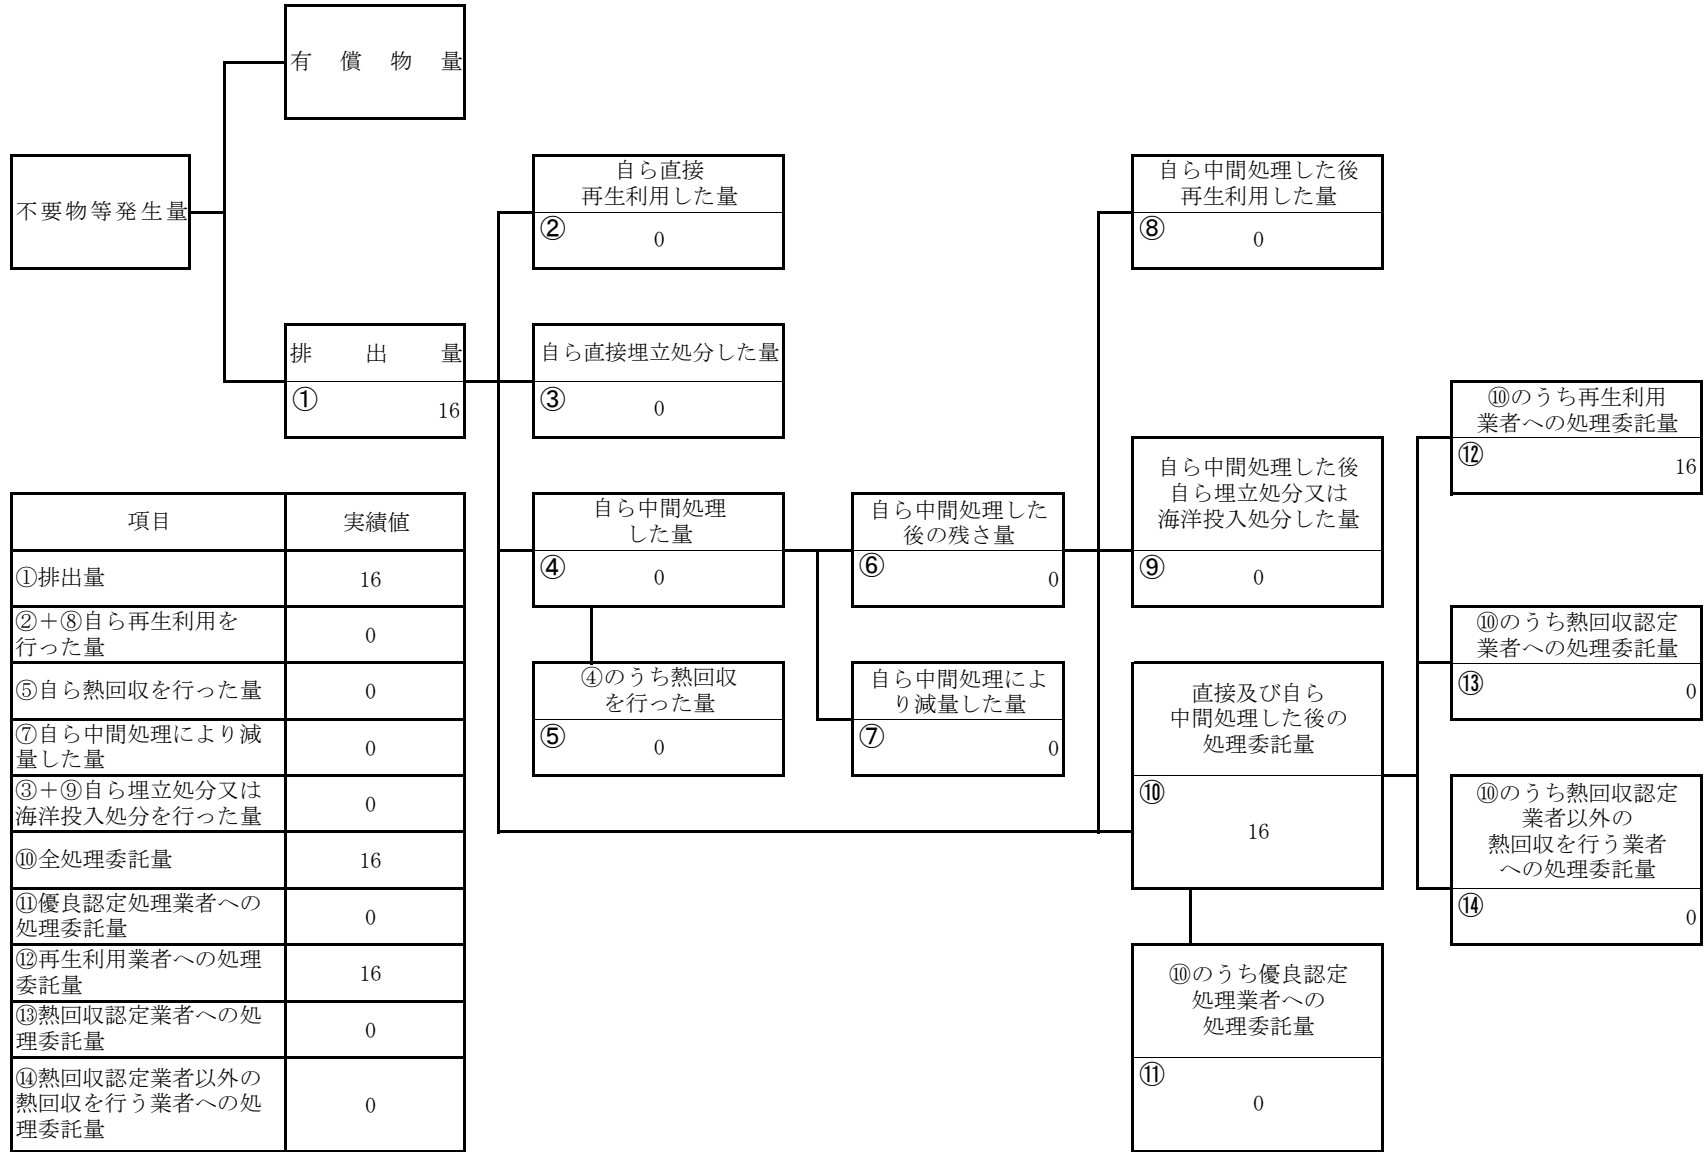 有償物量
不要物等発生量
自ら直接
再生利用した量
②
0
自ら中間処理した後
再生利用した量
⑧
0
排出量
①
16
自ら直接埋立処分した量
③
0
⑩のうち再生利用
業者への処理委託量
⑫
16
自ら中間処理した後
自ら埋立処分又は
海洋投入処分した量
⑨
0
自ら中間処理
した量
④
0
自ら中間処理した
後の残さ量
⑥
0
⑩のうち熱回収認定
業者への処理委託量
⑬
0
④のうち熱回収
を行った量
⑤
0
自ら中間処理によ
り減量した量
⑦
0
直接及び自ら
中間処理した後の
処理委託量
⑩
16
⑩のうち熱回収認定
業者以外の
熱回収を行う業者
への処理委託量
⑭
0
⑩のうち優良認定
処理業者への
処理委託量
⑪
0
項目 実績値
①排出量 16
②+⑧自ら再生利用を
行った量 0
⑤自ら熱回収を行った量 0
⑦自ら中間処理により減
量した量 0
③+⑨自ら埋立処分又は
海洋投入処分を行った量 0
⑩全処理委託量 16
⑪優良認定処理業者への
処理委託量 0
⑫再生利用業者への処理
委託量 16
⑬熱回収認定業者への処
理委託量 0
⑭熱回収認定業者以外の
熱回収を行う業者への処
理委託量 0